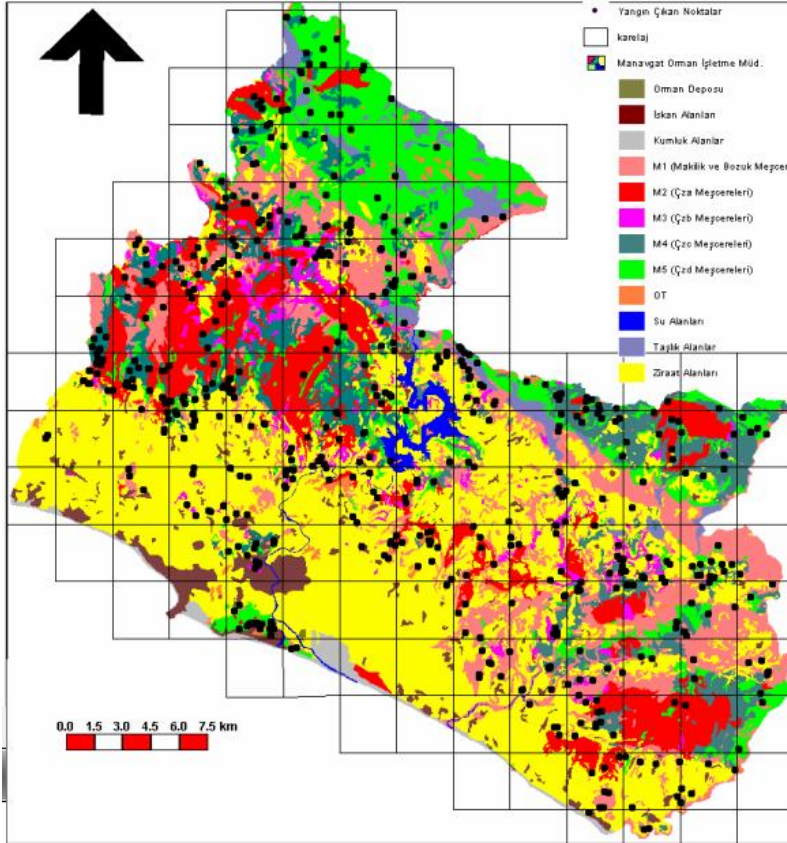 Yangın Çıkan Noktalar
karelaj
Manavgat Orman İşletme Müd.
Orman Deposu
İskan Alanları
Kumluk Alanlar
M1 (Makilik ve Bozuk Meşcer
M2 (Çza Meşcereleri)
M3 (Çzb Meşcereleri)
M4 (Çzc Meşcereleri)
M5 (Çzd Meşcereleri)
OT
Su Alanları
Taşlık Alanlar
Ziraat Alanları
0.0 1.5 3.0 4.5 6.0 7.5 km